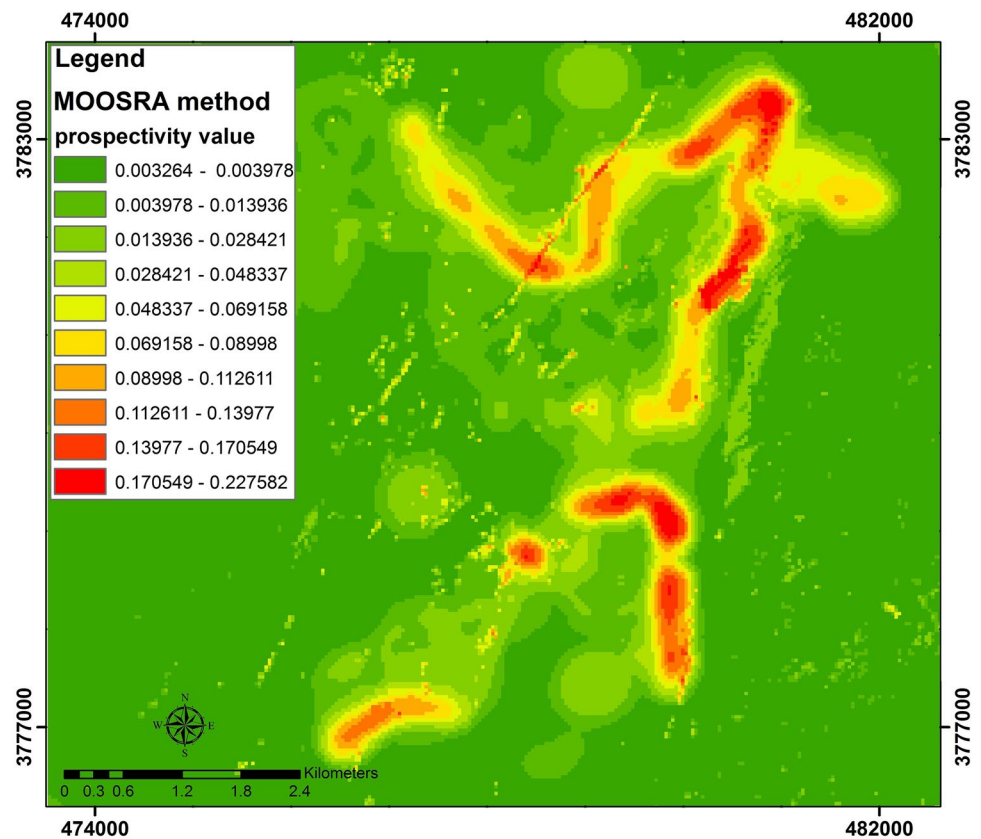 474000 482000
Legend
MOOSRA method
prospectivity value
0.003264 - 0.003978
0.003978 - 0.013936
0.013936 - 0.028421
0.028421 - 0.048337
0.048337 - 0.069158
0.069158 - 0.08998
0.08998 - 0.112611
0.112611 - 0.13977
0.13977 - 0.170549
0.170549 - 0.227582
3783000 3783000
3777000 3777000
N
W E
S
Kilometers
0 0.3 0.6 1.2 1.8 2.4
474000 482000